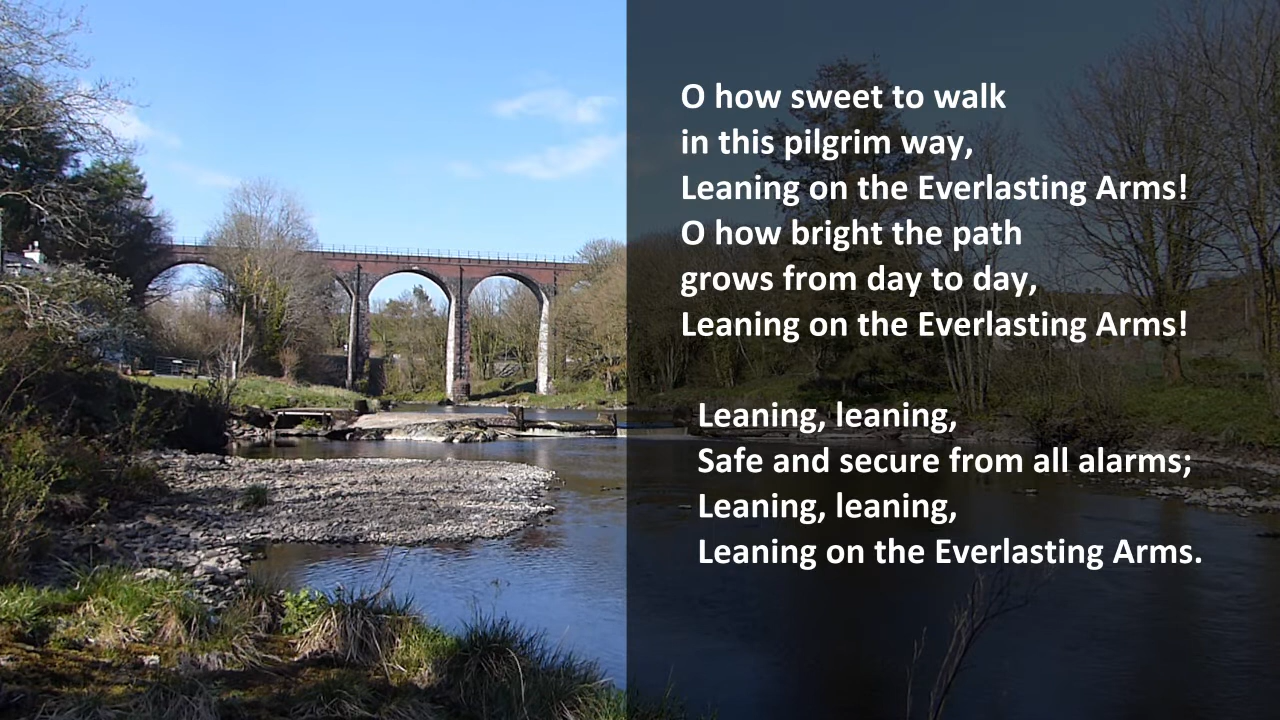 O how sweet to walk
in this pilgrim way,
Leaning on the Everlasting Arms!
O how bright the path
grows from day to day,
Leaning on the Everlasting Arms!
Leaning, leaning,
Safe and secure from all alarms;
Leaning, leaning,
Leaning on the Everlasting Arms.